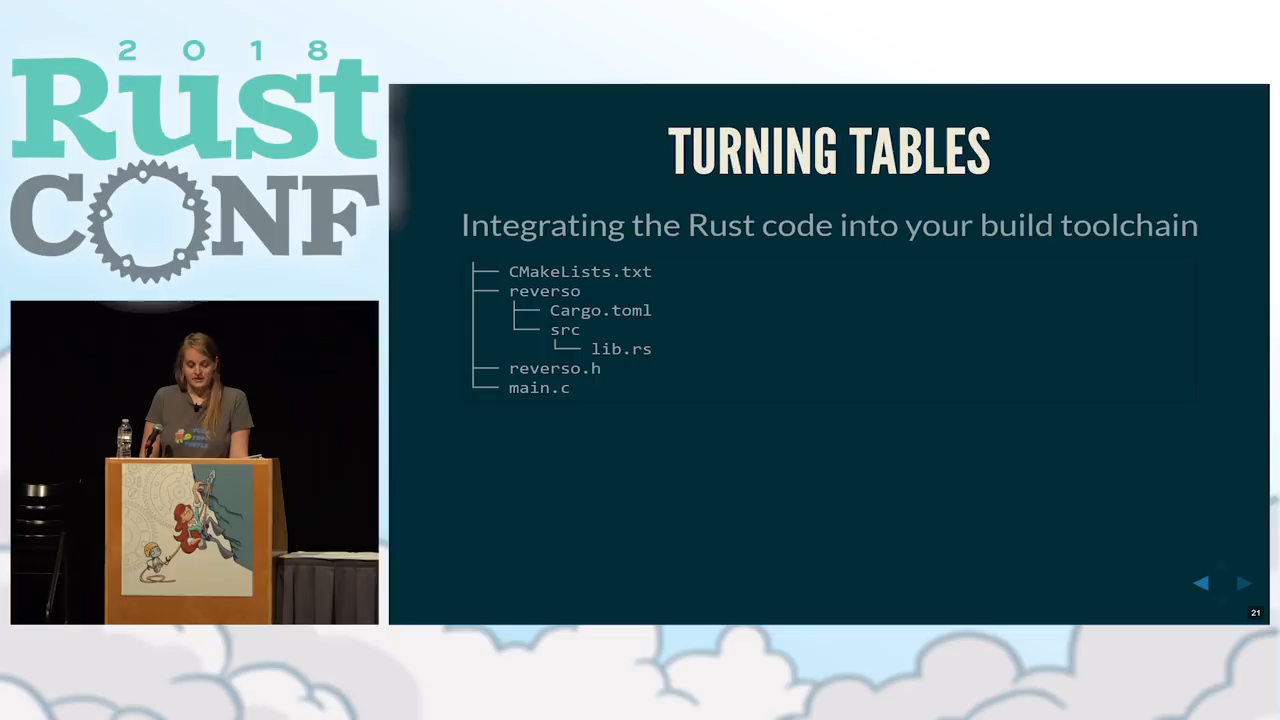 2018
Rust
CONF
TURNING TABLES
Integrating the Rust code into your build toolchain
├── CMakeLists.txt
├── reverso
│   ├── Cargo.toml
│   └── src
│       └── lib.rs
├── reverso.h
└── main.c
21